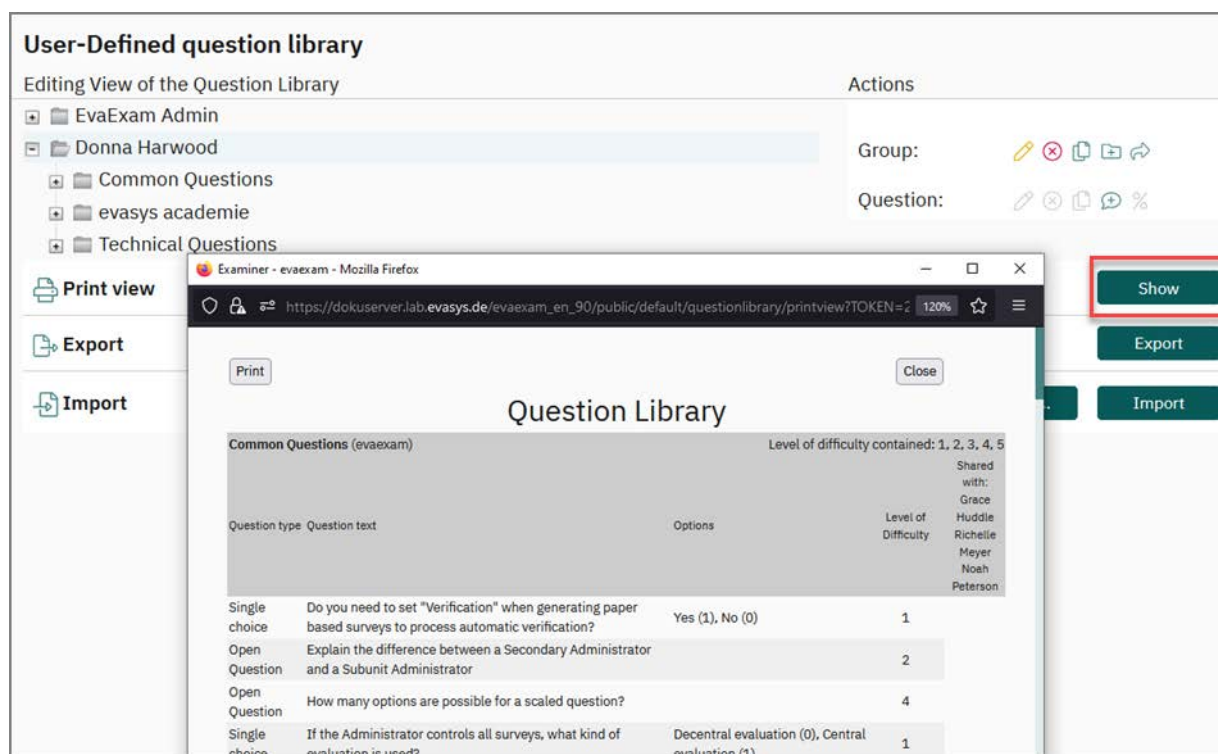 User-Defined question library
Editing View of the Question Library
Actions
EvaExam Admin
Donna Harwood
Group:
Common Questions
Question:
evasys academie
Technical Questions
Examiner - evaexam - Mozilla Firefox
Print view
Show
https://dokuserver.lab.evasys.de/evaexam_en_90/public/default/questionlibrary/printview?TOKEN=2
120%
Export
Export
Print
Close
Import
Import
Question Library
Common Questions (evaexam)
Level of difficulty contained: 1, 2, 3, 4, 5
Shared
with:
Grace
Huddle
Richelle
Meyer
Noah
Peterson
Question type
Question text
Options
Level of
Difficulty
Single
choice
Do you need to set "Verification" when generating paper
based surveys to process automatic verification?
Yes (1), No (0)
1
Open
Question
Explain the difference between a Secondary Administrator
and a Subunit Administrator
2
Open
Question
How many options are possible for a scaled question?
4
Single
choice
If the Administrator controls all surveys, what kind of
evaluation is used?
Decentral evaluation (0), Central
evaluation (1)
1